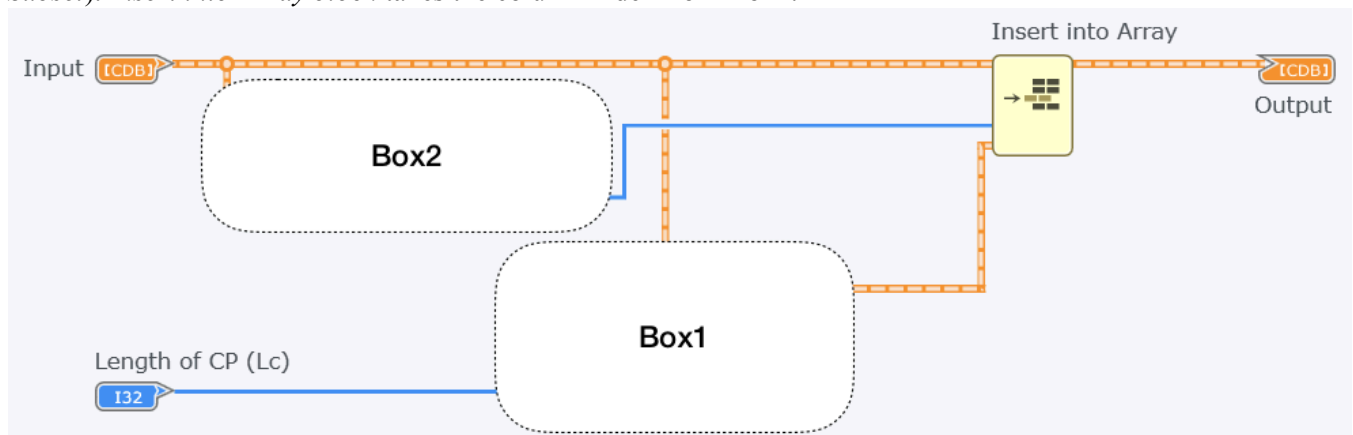 Insert into Array
Input [CDB]
[CDB]
Output
Box2
Box1
Length of CP (Lc)
I32